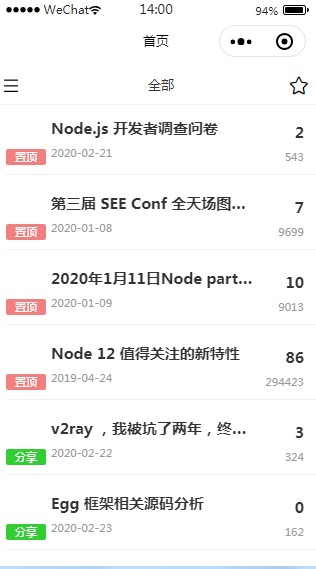 WeChat 14:00 94%
首页
全部
Node.js 开发者调查问卷 2
置顶 2020-02-21 543
第三届 SEE Conf 全天场图... 7
置顶 2020-01-08 9699
2020年1月11日Node part... 10
置顶 2020-01-09 9013
Node 12 值得关注的新特性 86
置顶 2019-04-24 294423
v2ray ，我被坑了两年，终... 3
分享 2020-02-22 324
Egg 框架相关源码分析 0
分享 2020-02-23 162